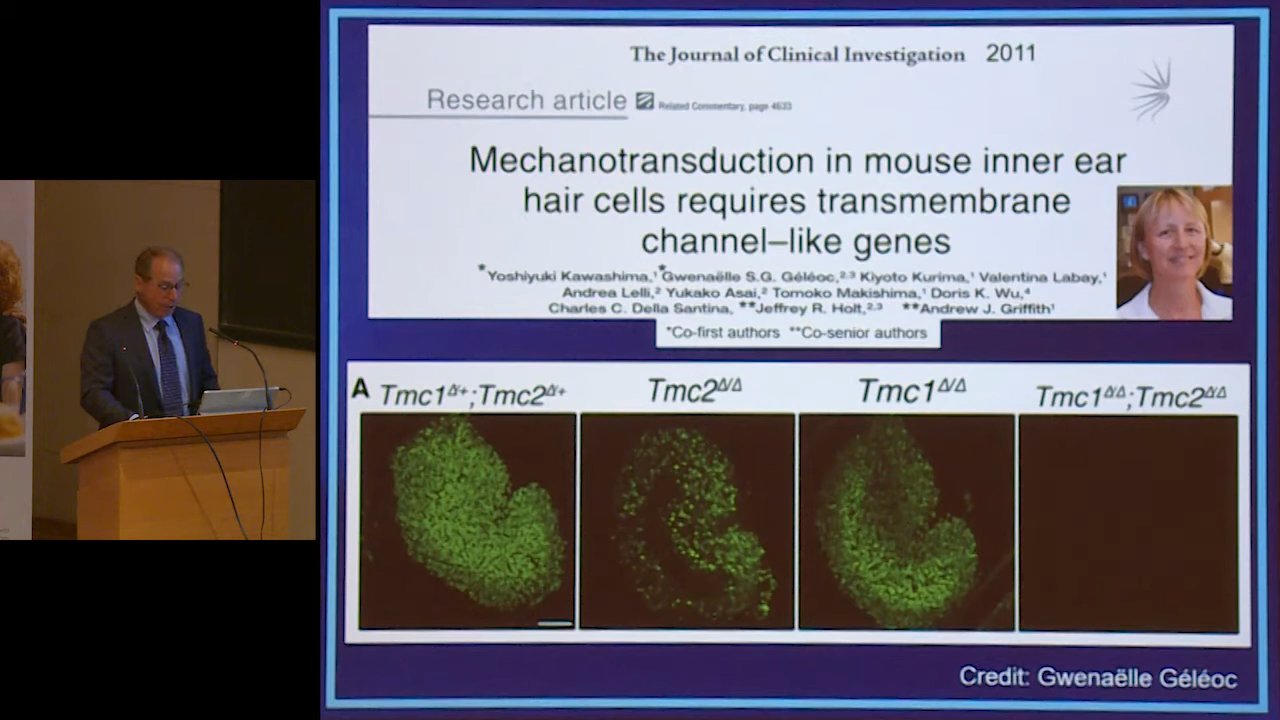 The Journal of Clinical Investigation 2011
Research article Related Commentary, page 4633
Mechanotransduction in mouse inner ear
hair cells requires transmembrane
channel–like genes
*Yoshiyuki Kawashima,¹ *Gwenaëlle S.G. Géléoc,²,³ Kiyoto Kurima,¹ Valentina Labay,¹
Andrea Lelli,² Yukako Asai,² Tomoko Makishima,¹ Doris K. Wu,⁴
Charles C. Della Santina, **Jeffrey R. Holt,²,³ **Andrew J. Griffith¹
*Co-first authors **Co-senior authors
A Tmc1Δ/+;Tmc2Δ/+ Tmc2Δ/Δ Tmc1Δ/Δ Tmc1Δ/Δ;Tmc2Δ/Δ
Credit: Gwenaëlle Géléoc